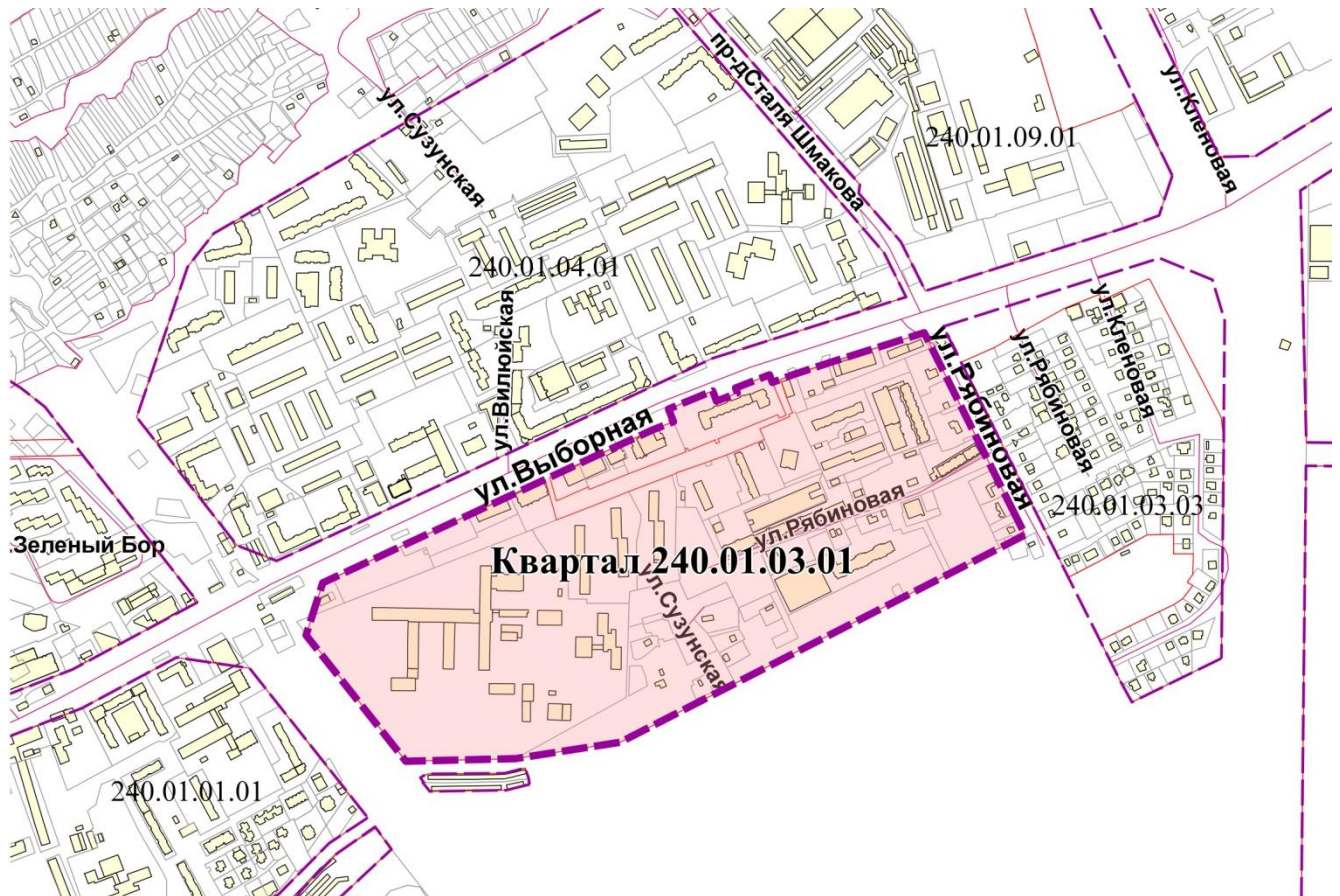 пр-дСталя Шмакова
ул.Кленовая
ул.Сузунская
240.01.09.01
240.01.04.01
ул.Вилюйская
ул.Кленовая
ул.Рябиновая
ул.Рябиновая
ул.Выборная
240.01.03.03
ул.Рябиновая
.Зеленый Бор
Квартал 240.01.03.01
ул.Сузунская
240.01.01.01